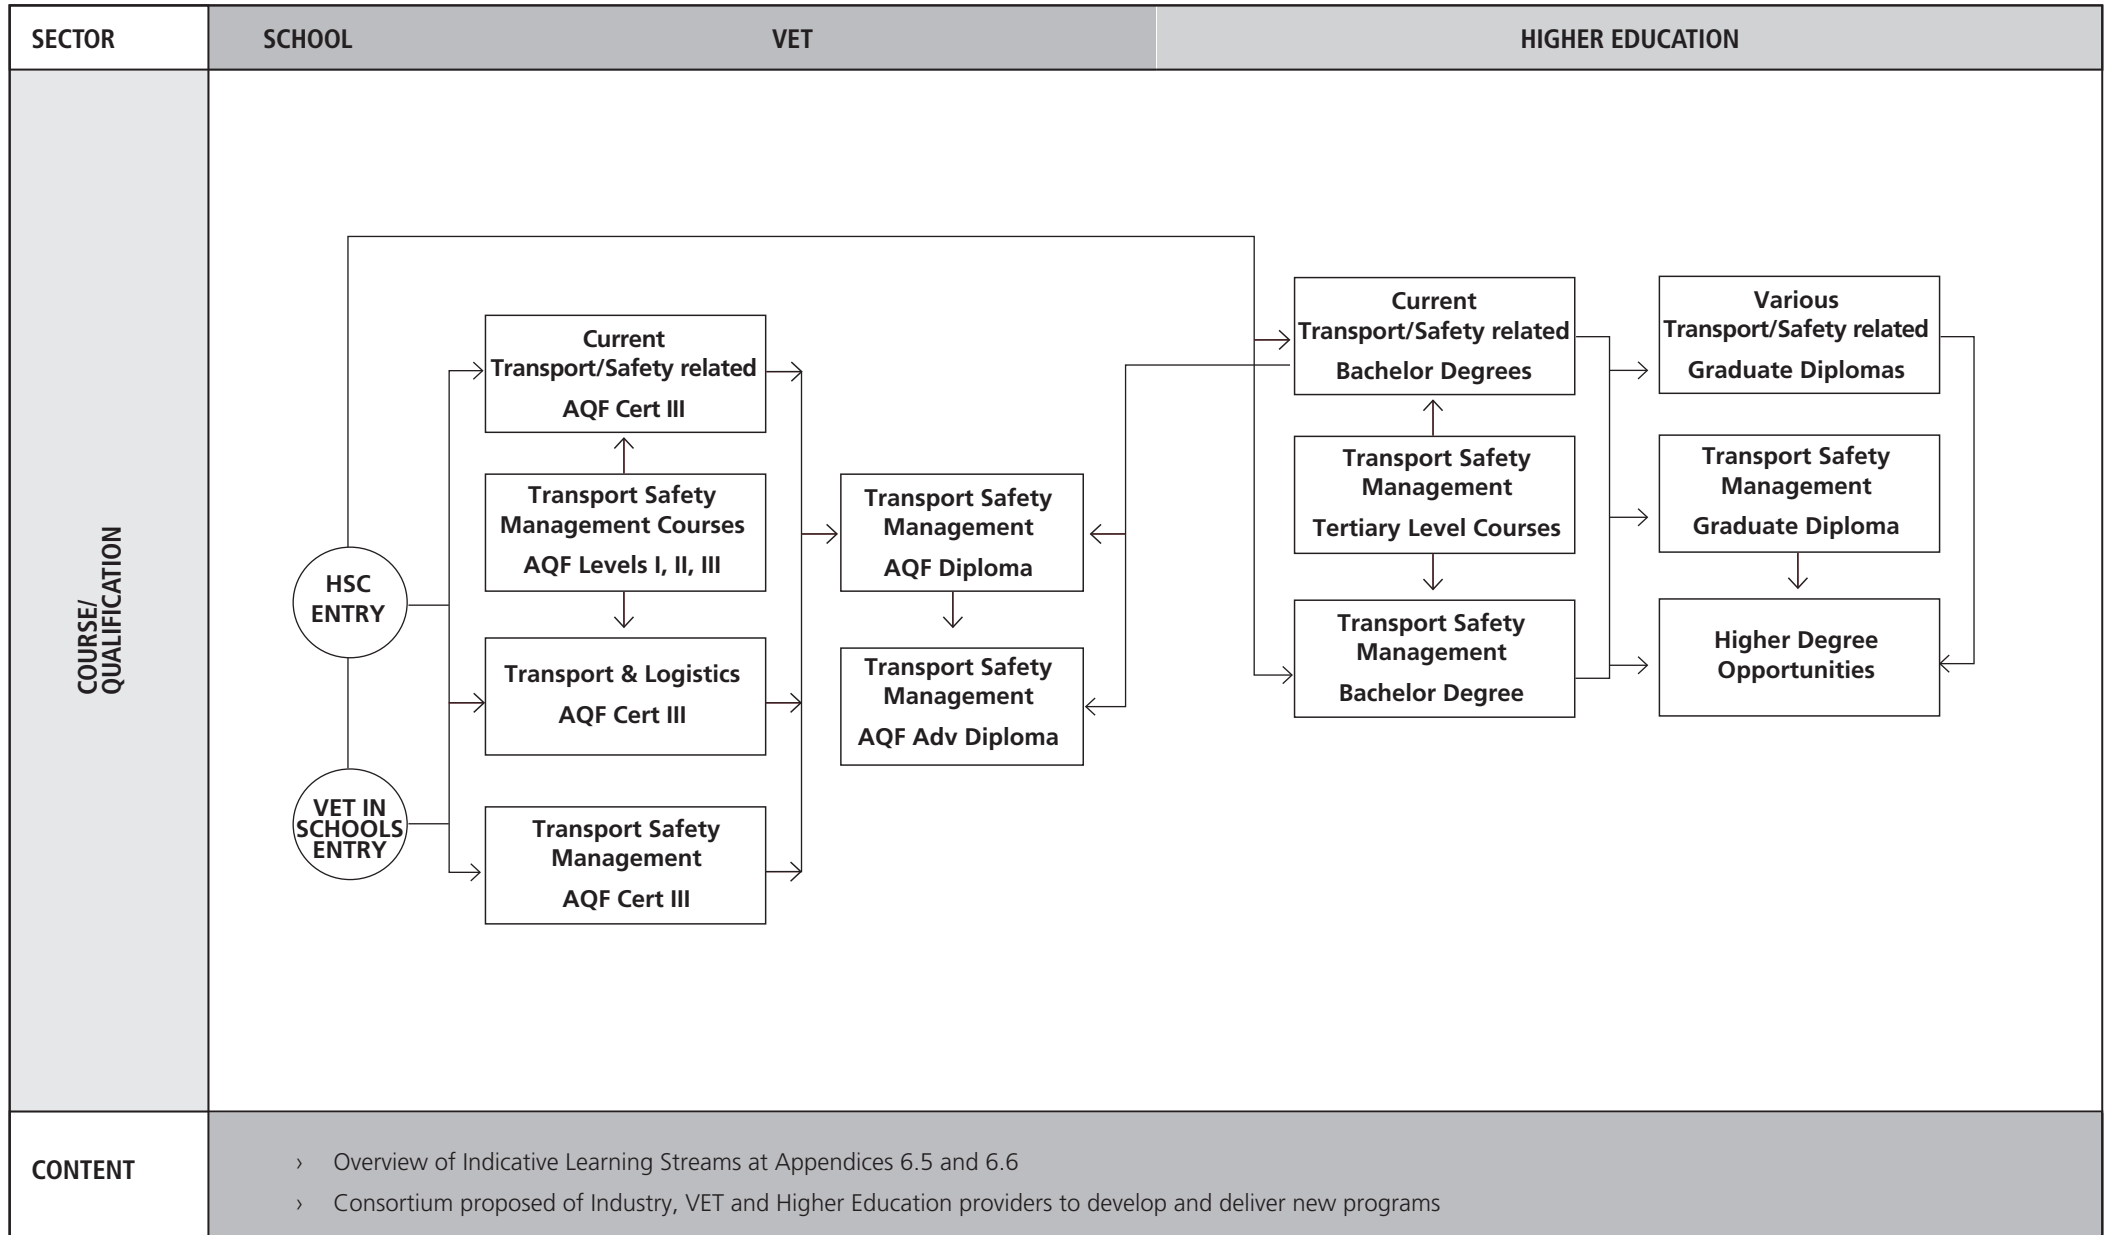 SECTOR
SCHOOL
VET
HIGHER EDUCATION
COURSE/
QUALIFICATION
HSC
ENTRY
VET IN
SCHOOLS
ENTRY
Current
Transport/Safety related
AQF Cert III
Transport Safety
Management Courses
AQF Levels I, II, III
Transport & Logistics
AQF Cert III
Transport Safety
Management
AQF Cert III
Transport Safety
Management
AQF Diploma
Transport Safety
Management
AQF Adv Diploma
Current
Transport/Safety related
Bachelor Degrees
Transport Safety
Management
Tertiary Level Courses
Transport Safety
Management
Bachelor Degree
Various
Transport/Safety related
Graduate Diplomas
Transport Safety
Management
Graduate Diploma
Higher Degree
Opportunities
CONTENT
› Overview of Indicative Learning Streams at Appendices 6.5 and 6.6
› Consortium proposed of Industry, VET and Higher Education providers to develop and deliver new programs